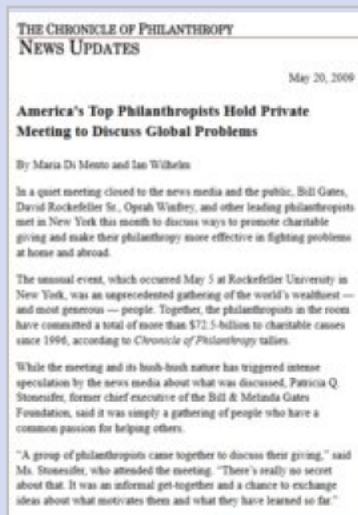 THE CHRONICLE OF PHILANTHROPY
NEWS UPDATES
May 20, 2009
America's Top Philanthropists Hold Private
Meeting to Discuss Global Problems
By Maria Di Mento and Ian Wilhelm
In a quiet meeting closed to the news media and the public, Bill Gates,
David Rockefeller Sr., Oprah Winfrey, and other leading philanthropists
met in New York this month to discuss ways to promote charitable
giving and make their philanthropy more effective in fighting problems
at home and abroad.
The unusual event, which occurred May 5 at Rockefeller University in
New York, was an unprecedented gathering of the world's wealthiest —
and most generous — people. Together, the philanthropists in the room
have committed a total of more than $72.5-billion to charitable causes
since 1996, according to Chronicle of Philanthropy tallies.
While the meeting and its hush-hush nature has triggered intense
speculation by the news media about what was discussed, Patricia Q.
Stonesifer, former chief executive of the Bill & Melinda Gates
Foundation, said it was simply a gathering of people who have a
common passion for helping others.
"A group of philanthropists came together to discuss their giving," said
Ms. Stonesifer, who attended the meeting. "There's really no secret
about that. It was an informal get-together and a chance to exchange
ideas about what motivates them and what they have learned so far."